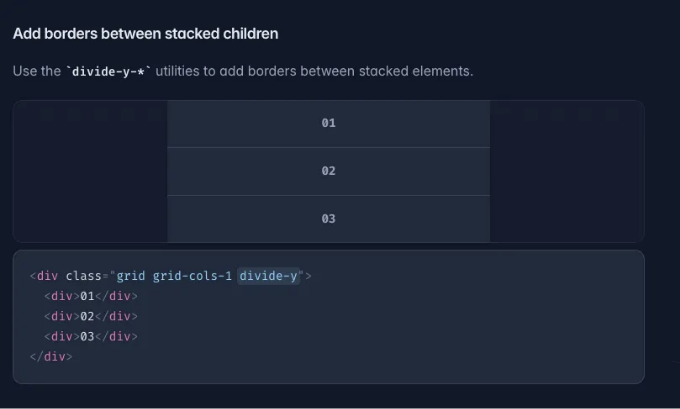 Add borders between stacked children
Use the `divide-y-*` utilities to add borders between stacked elements.
01
02
03
<div class="grid grid-cols-1 divide-y">
  <div>01</div>
  <div>02</div>
  <div>03</div>
</div>